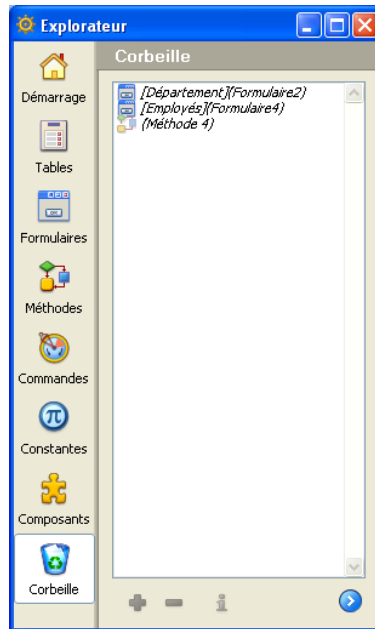 Explorateur
Corbeille
Démarrage
Tables
Formulaires
Méthodes
Commandes
π
Constantes
Composants
Corbeille
[Département](Formulaire2)
[Employés](Formulaire4)
(Méthode 4)